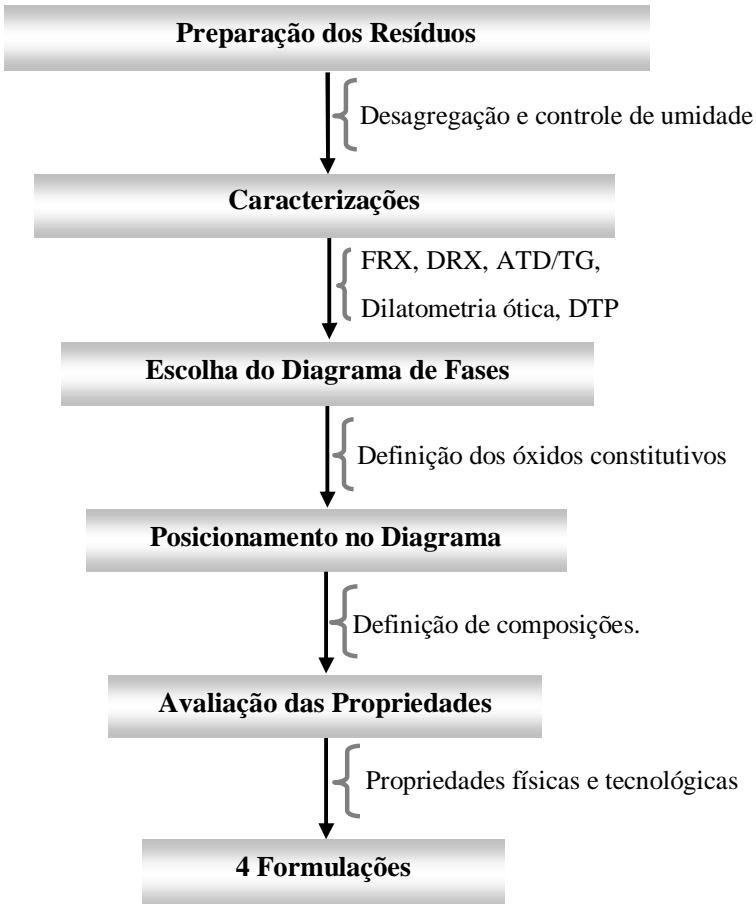 Preparação dos Resíduos
Desagregação e controle de umidade
Caracterizações
FRX, DRX, ATD/TG,
Dilatometria ótica, DTP
Escolha do Diagrama de Fases
Definição dos óxidos constitutivos
Posicionamento no Diagrama
Definição de composições.
Avaliação das Propriedades
Propriedades físicas e tecnológicas
4 Formulações